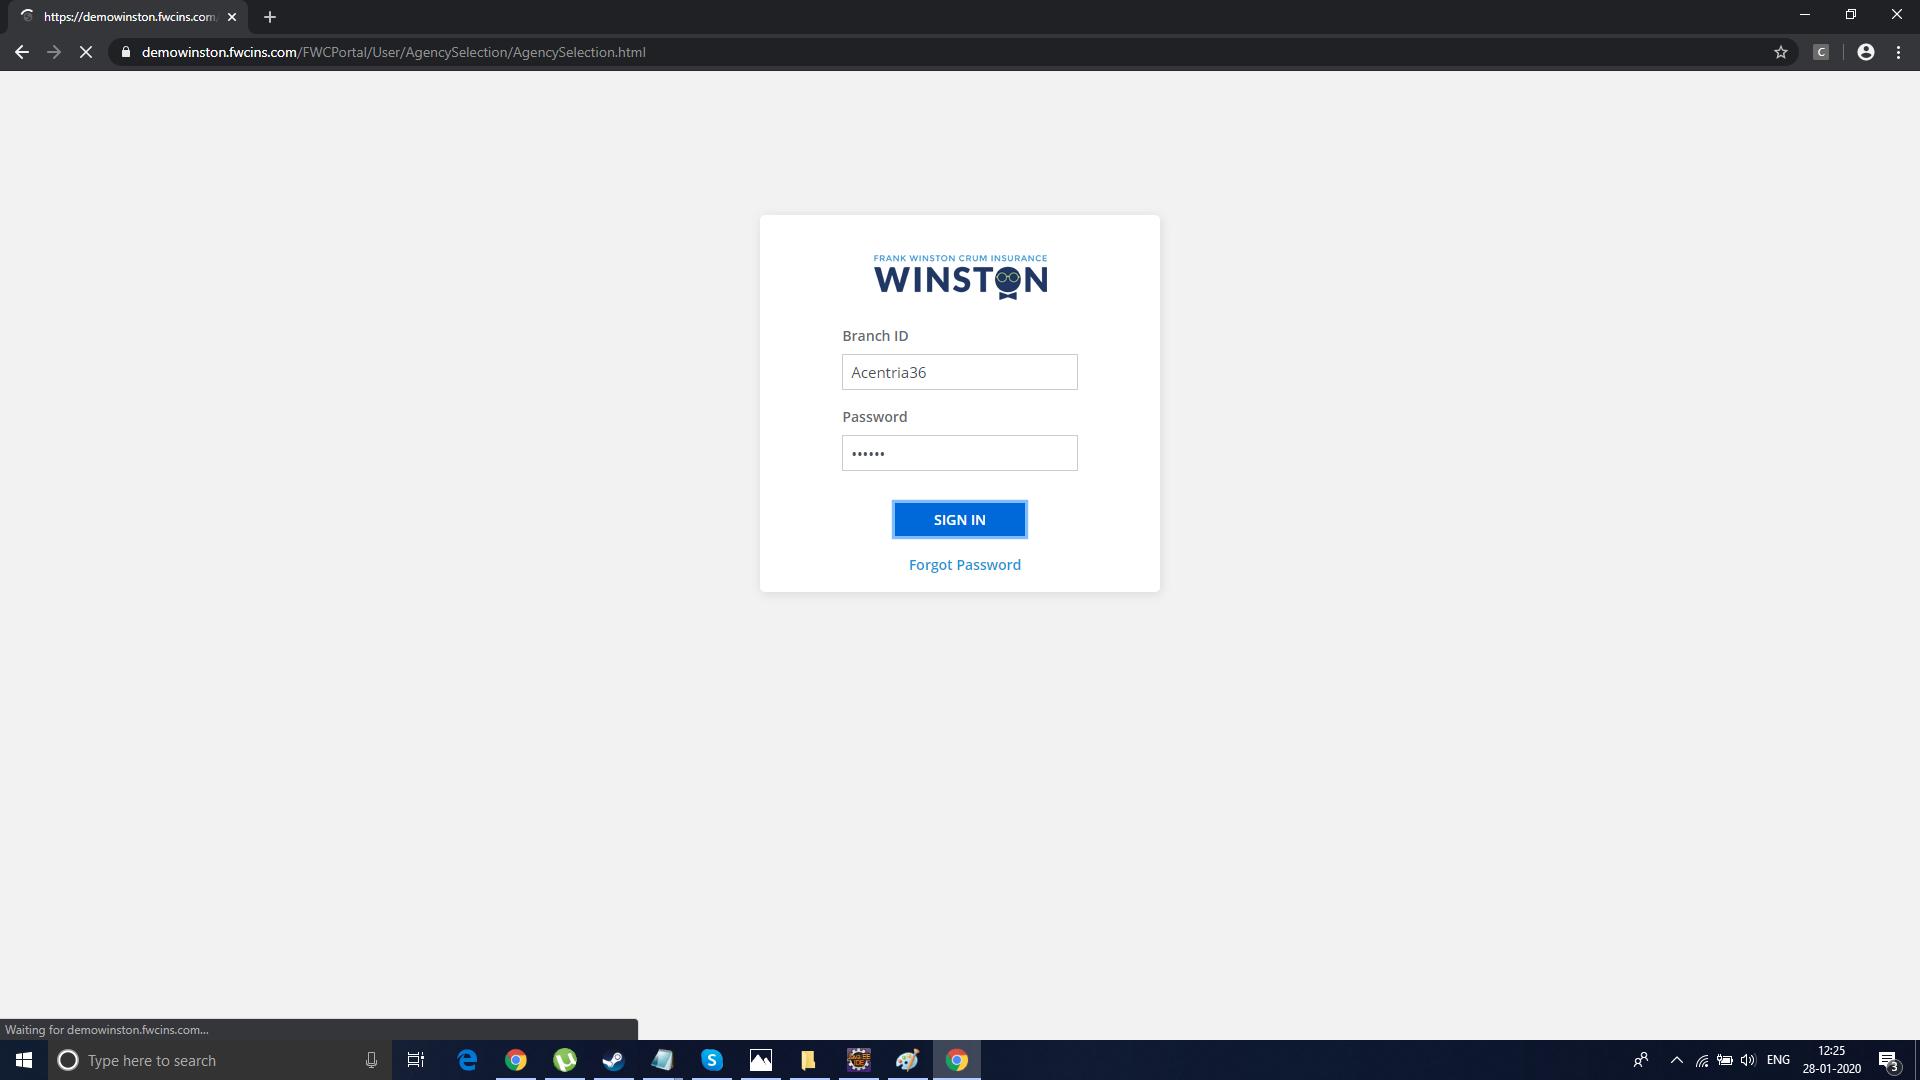 https://demowinston.fwcins.com
demowinston.fwcins.com/FWCPortal/User/AgencySelection/AgencySelection.html
C
FRANK WINSTON CRUM INSURANCE
WINSTON
Branch ID
Acentria36
Password
••••••
SIGN IN
Forgot Password
Waiting for demowinston.fwcins.com...
Type here to search
ENG
12:25
28-01-2020
3